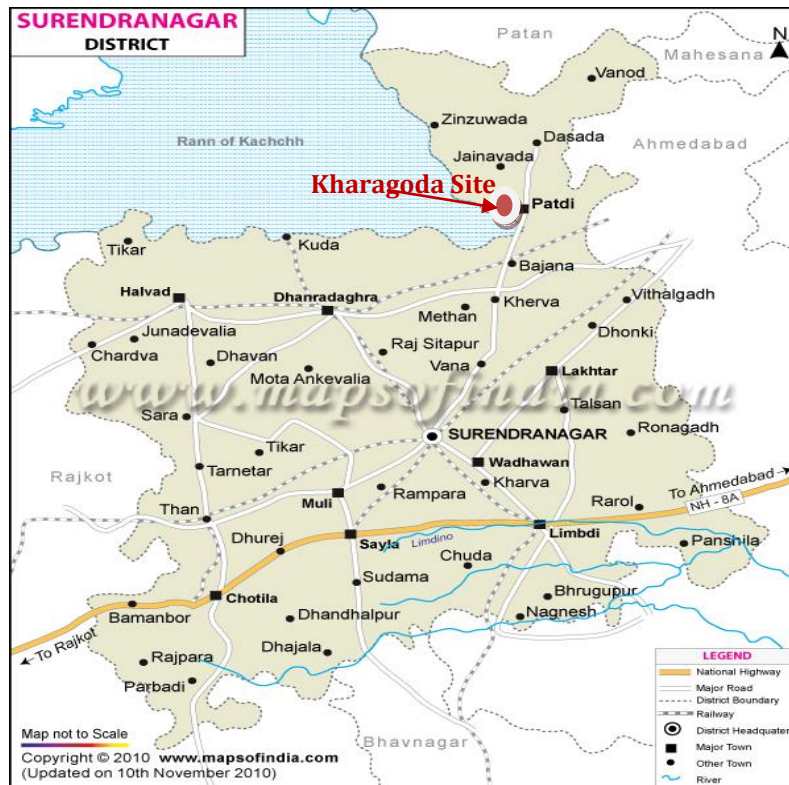 SURENDRANAGAR
DISTRICT
Patan
N
Mahesana
Vanod
Zinzuwada
Rann of Kachchh
Dasada
Ahmedabad
Jainavada
Kharagoda Site
Patdi
Tikar
Kuda
Bajana
Halvad
Dhanradaghra
Kherva
Vithalgadh
Methan
Junadevalia
Dhonki
Chardva
Dhavan
Raj Sitapur
Vana
Mota Ankevalia
Lakhtar
www.mapsofindia.com
Sara
Talsan
SURENDRANAGAR
Ronagadh
Tikar
Rajkot
Tarnetar
Wadhawan
To Ahmedabad
Muli
Rampara
Kharva
NH - 8A
Than
Rarol
Dhurej
Sayla
Limdino
Limbdi
Panshila
Chuda
Sudama
Chotila
Bhrugupur
Bamanbor
Dhandhalpur
Nagnesh
To Rajkot
Rajpara
Dhajala
Parbadi
Bhavnagar
LEGEND
National Highway
Major Road
District Boundary
Railway
District Headquater
Major Town
Other Town
River
Map not to Scale
Copyright © 2010 www.mapsofindia.com
(Updated on 10th November 2010)